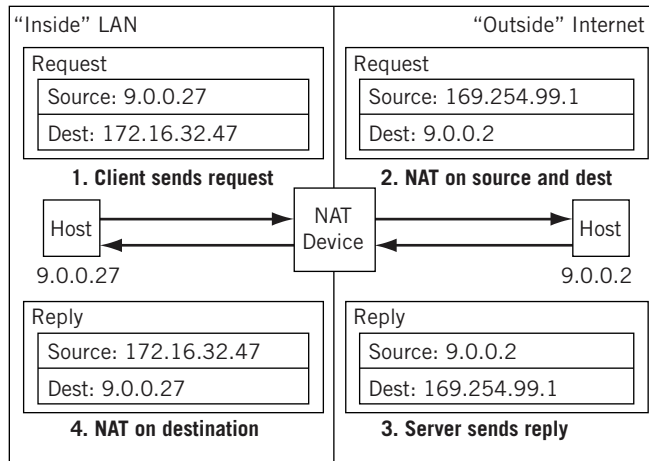 “Inside” LAN
“Outside” Internet
Request
Source: 9.0.0.27
Dest: 172.16.32.47
1. Client sends request
Request
Source: 169.254.99.1
Dest: 9.0.0.2
2. NAT on source and dest
Host
9.0.0.27
NAT
Device
Host
9.0.0.2
Reply
Source: 172.16.32.47
Dest: 9.0.0.27
4. NAT on destination
Reply
Source: 9.0.0.2
Dest: 169.254.99.1
3. Server sends reply